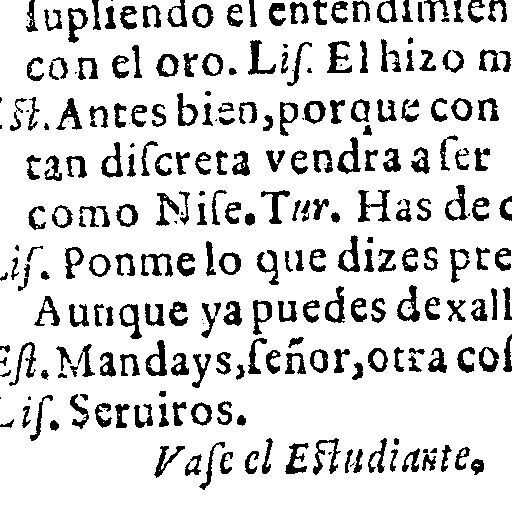 ſupliendo el entendimien
con el oro. Liſ. El hizo m
Eſt. Antes bien, porque con
tan diſcreta vendra a ſer
como Niſe. Tur. Has de c
Liſ. Ponme lo que dizes pre
Aunque ya puedes dexall
Eſt. Mandays, ſeñor, otra coſ
Liſ. Seruiros.
Vaſe el Eſtudiante.